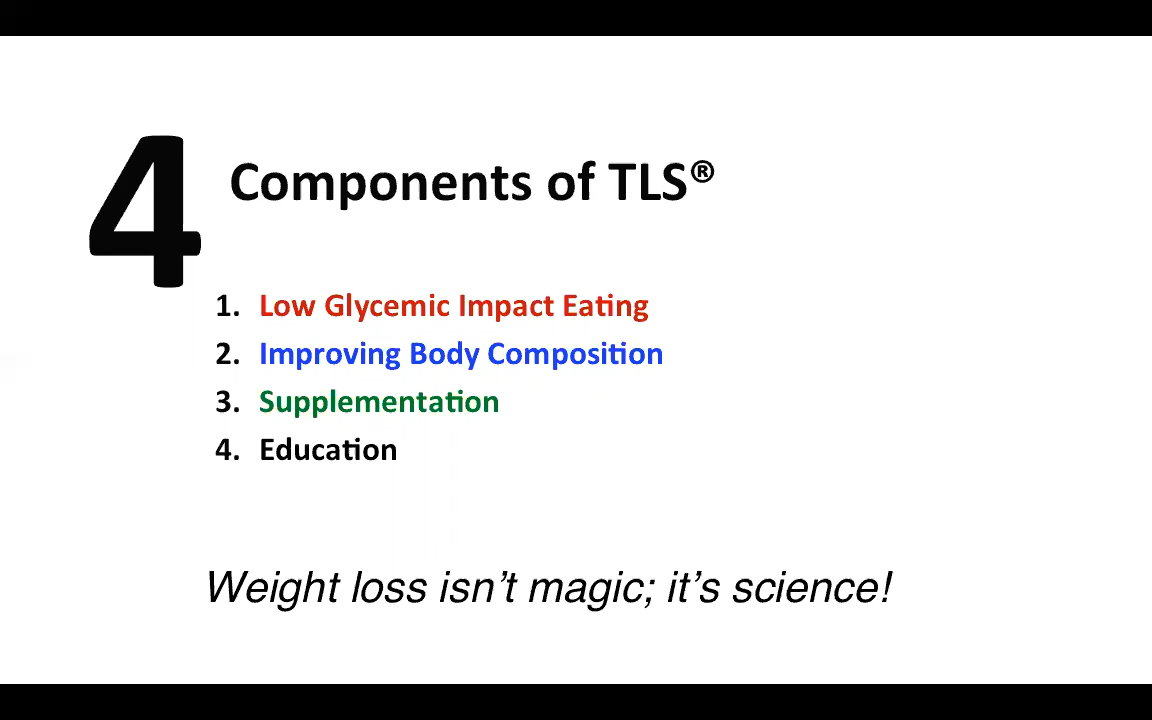 4 Components of TLS®
1. Low Glycemic Impact Eating
2. Improving Body Composition
3. Supplementation
4. Education
Weight loss isn’t magic; it’s science!